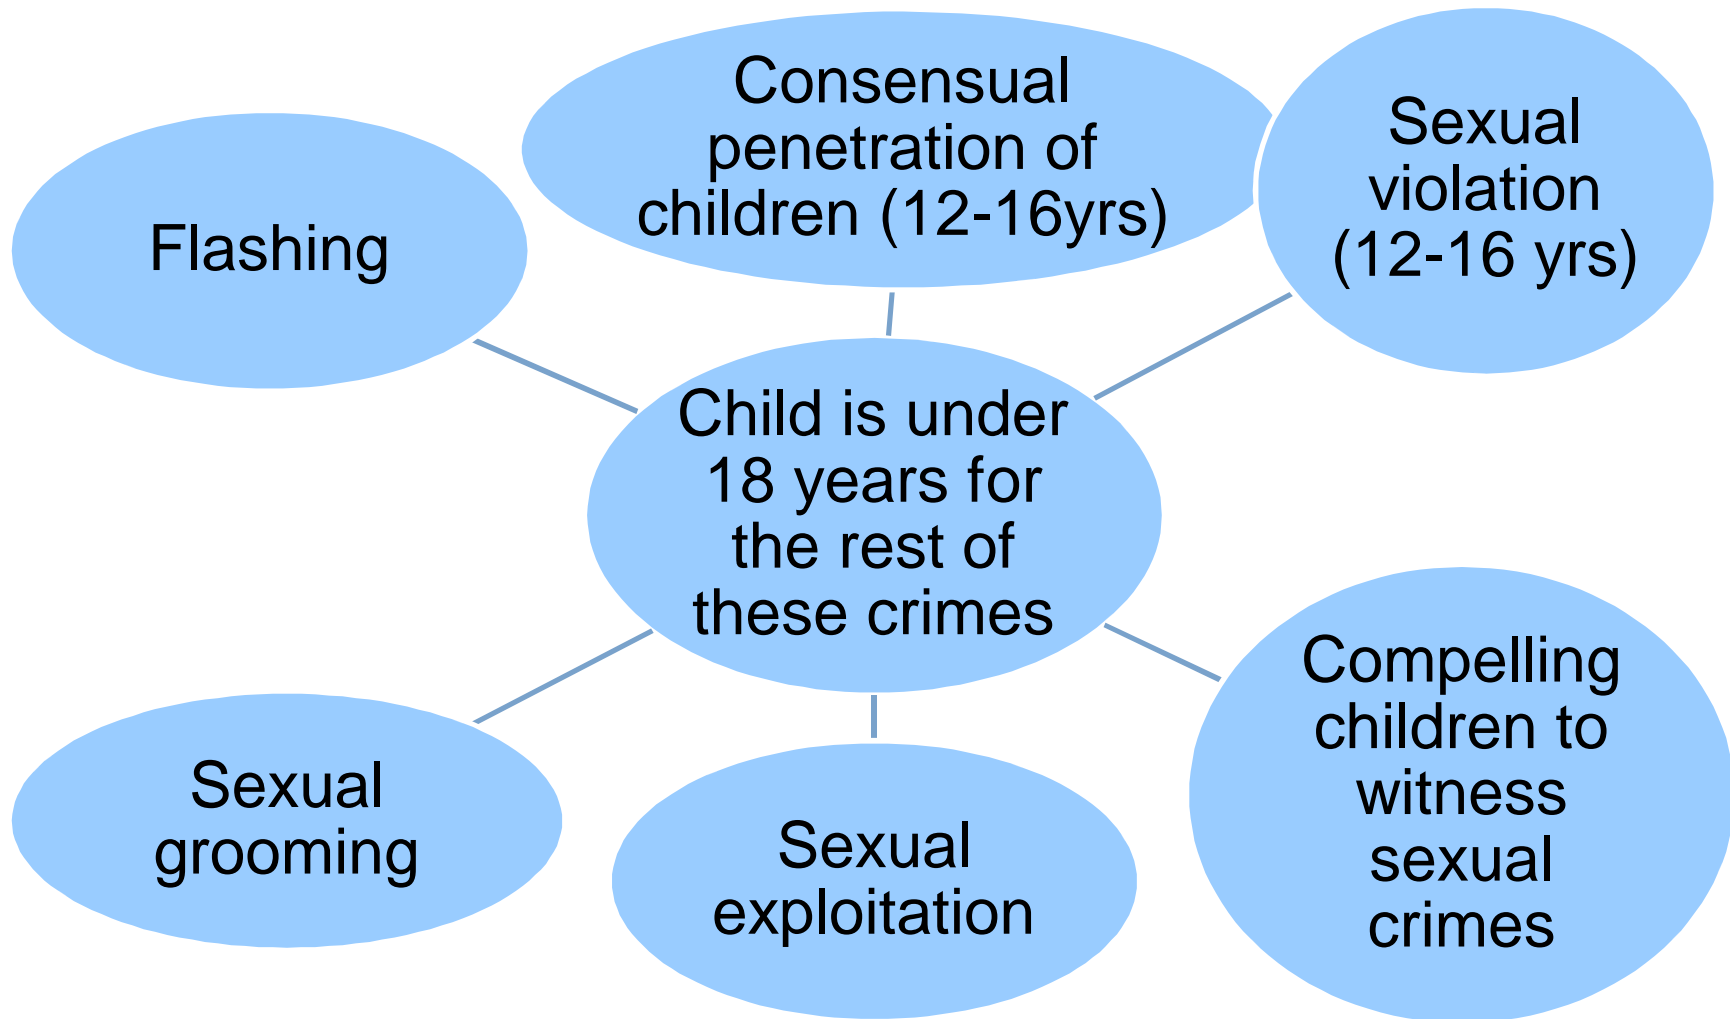 Consensual
penetration of
children (12-16yrs)
Sexual
violation
(12-16 yrs)
Flashing
Child is under
18 years for
the rest of
these crimes
Compelling
children to
witness
sexual
crimes
Sexual
grooming
Sexual
exploitation